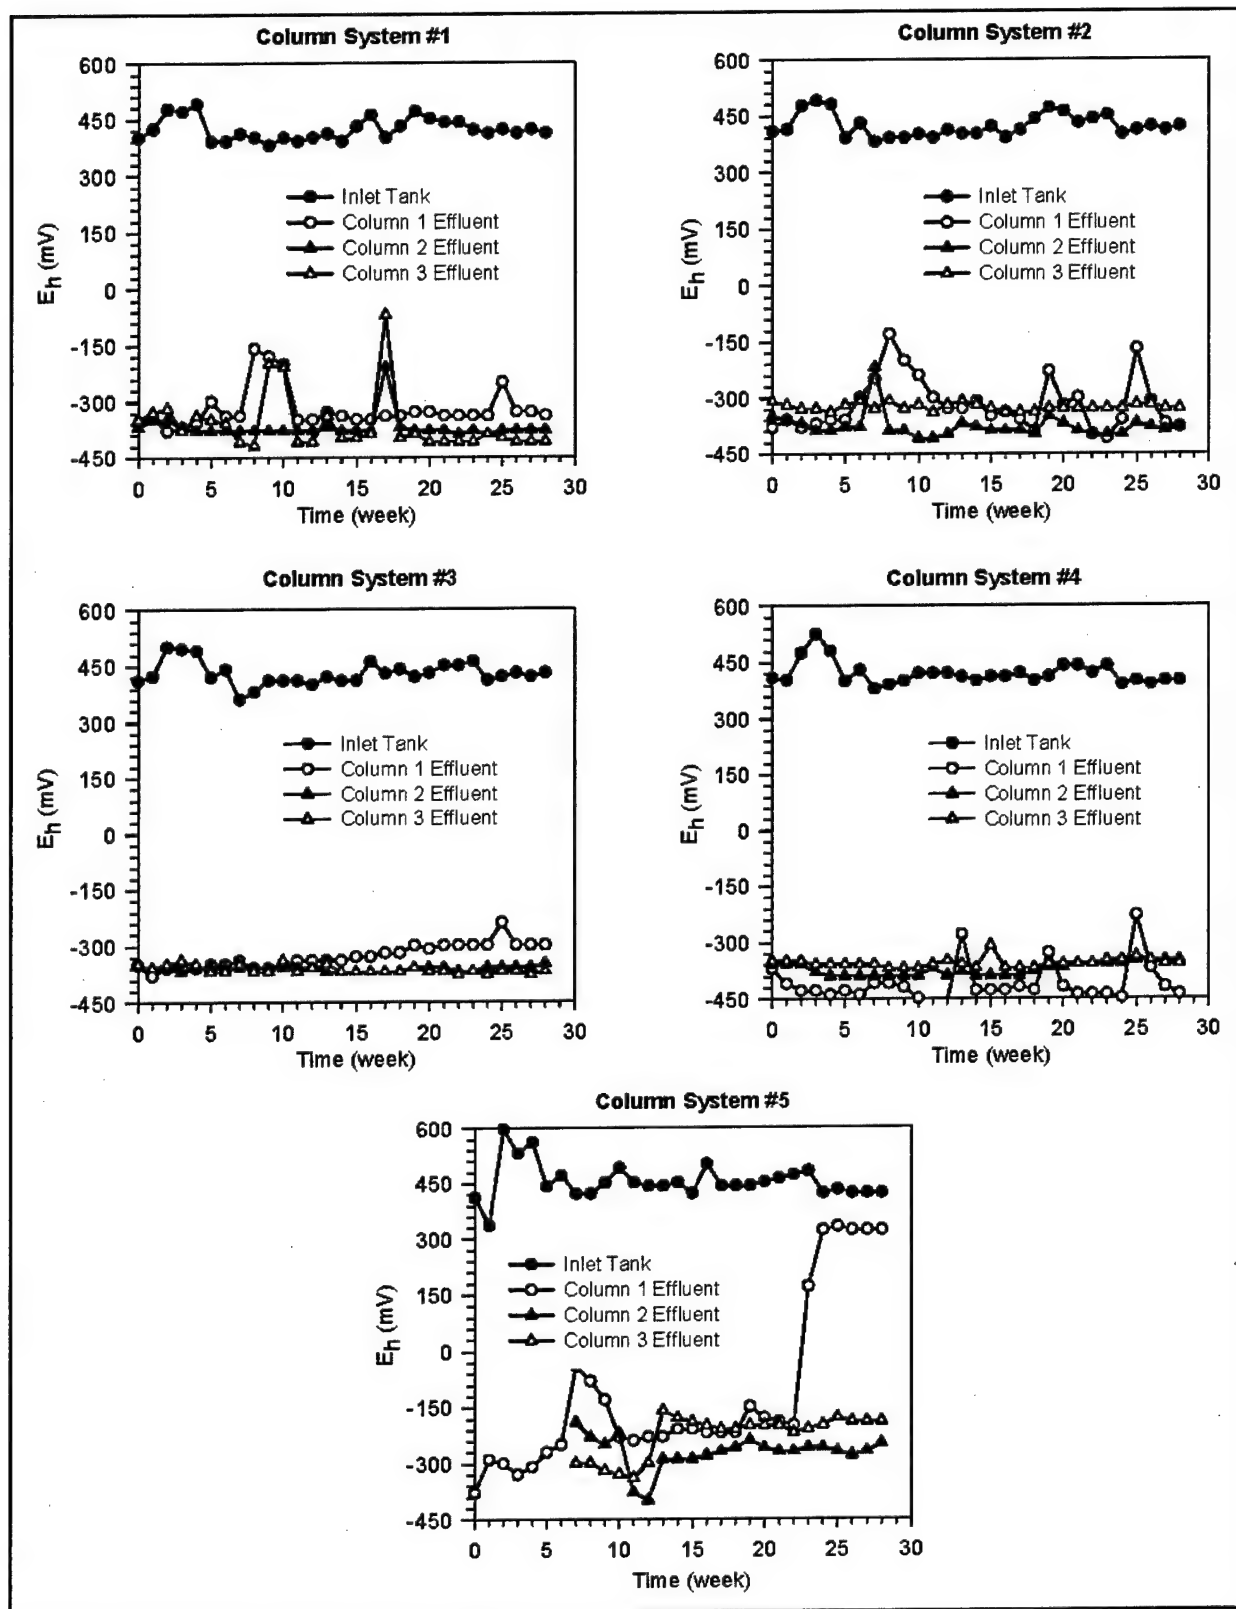 Column System #1
600
450
300
150
0
-150
-300
-450
E_h (mV)
Inlet Tank
Column 1 Effluent
Column 2 Effluent
Column 3 Effluent
0 5 10 15 20 25 30
Time (week)
Column System #2
600
450
300
150
0
-150
-300
-450
E_h (mV)
Inlet Tank
Column 1 Effluent
Column 2 Effluent
Column 3 Effluent
0 5 10 15 20 25 30
Time (week)
Column System #3
600
450
300
150
0
-150
-300
-450
E_h (mV)
Inlet Tank
Column 1 Effluent
Column 2 Effluent
Column 3 Effluent
0 5 10 15 20 25 30
Time (week)
Column System #4
600
450
300
150
0
-150
-300
-450
E_h (mV)
Inlet Tank
Column 1 Effluent
Column 2 Effluent
Column 3 Effluent
0 5 10 15 20 25 30
Time (week)
Column System #5
600
450
300
150
0
-150
-300
-450
E_h (mV)
Inlet Tank
Column 1 Effluent
Column 2 Effluent
Column 3 Effluent
0 5 10 15 20 25 30
Time (week)